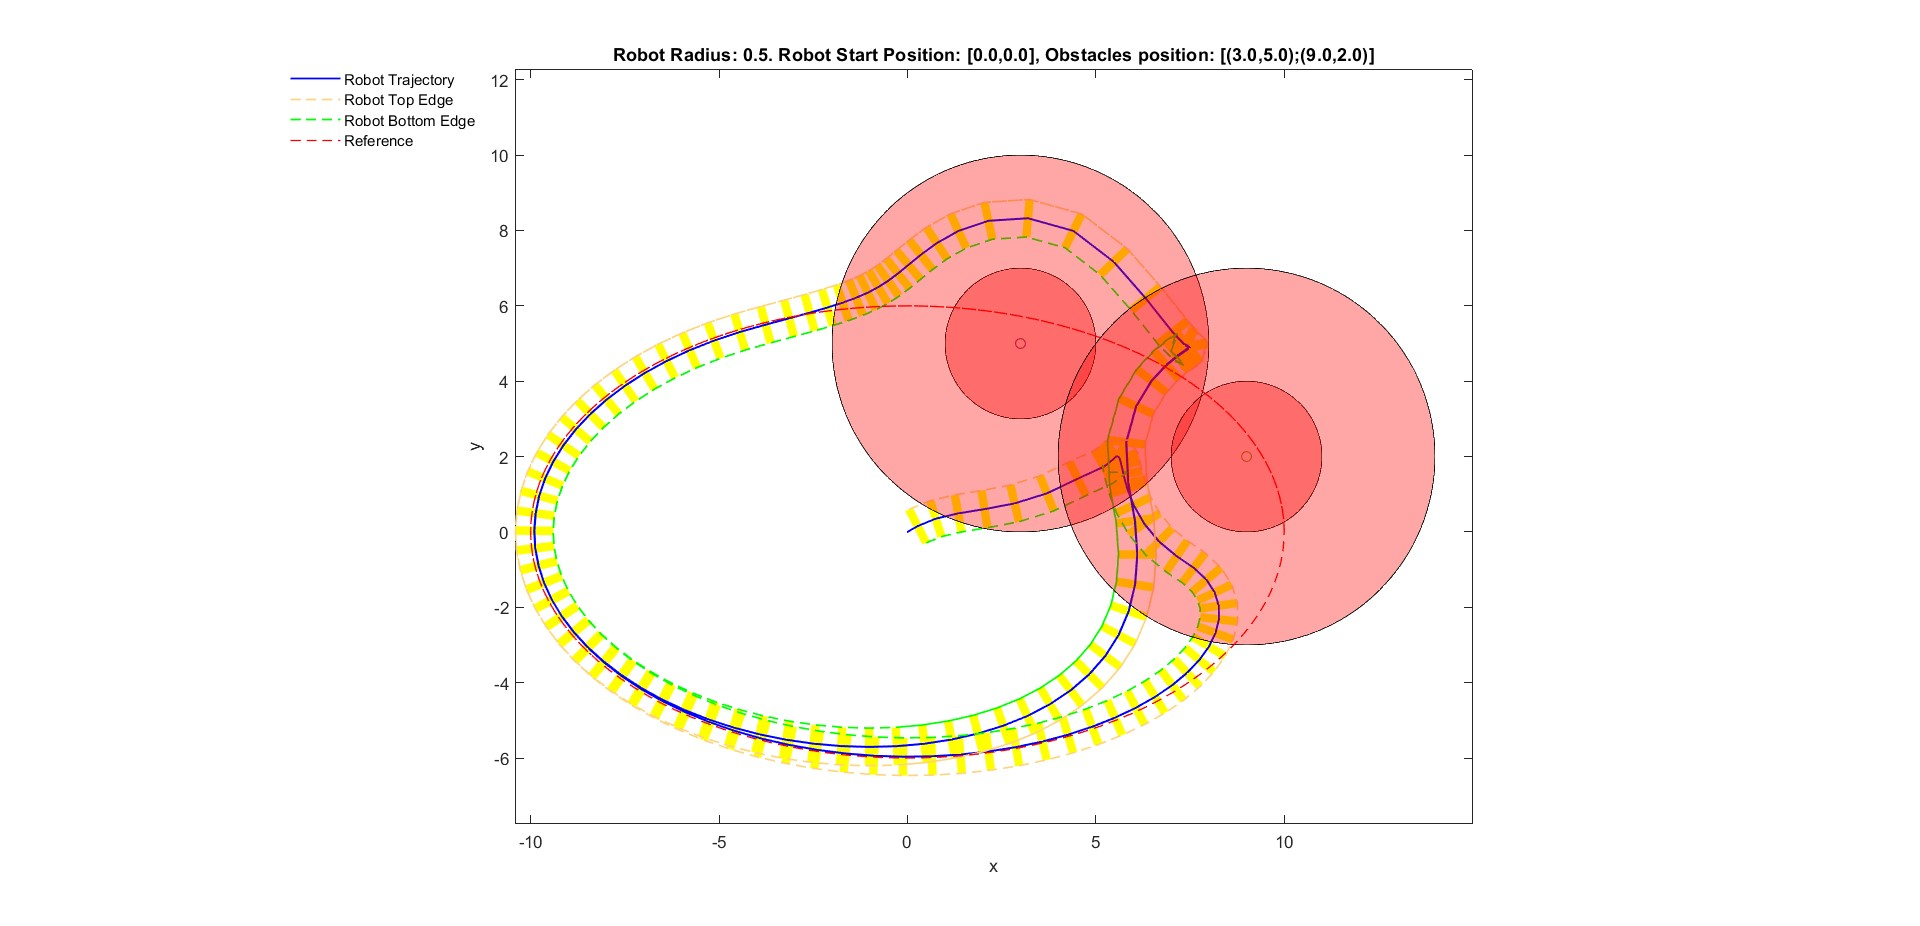 Robot Radius: 0.5. Robot Start Position: [0.0,0.0], Obstacles position: [(3.0,5.0);(9.0,2.0)]
Robot Trajectory
Robot Top Edge
Robot Bottom Edge
Reference
12
10
8
6
4
2
0
-2
-4
-6
y
-10
-5
0
5
10
x